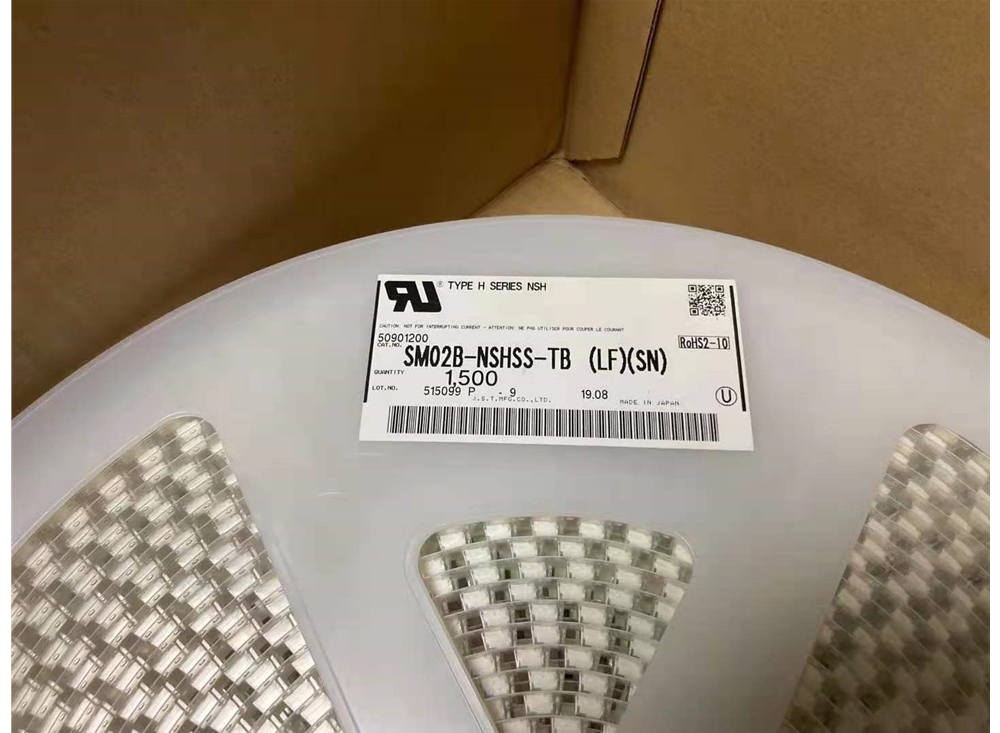 ® TYPE H SERIES NSH
CAUTION: NOT FOR INTERRUPTING CURRENT - ATTENTION: NE PAS UTILISER POUR COUPER LE COURANT
50901200
RoHS2-10
CAT.NO. SM02B-NSHSS-TB (LF)(SN)
QUANTITY 1,500
LOT.NO. 515099 P - 9 19.08 U
J.S.T.MFG.CO.,LTD. MADE IN JAPAN